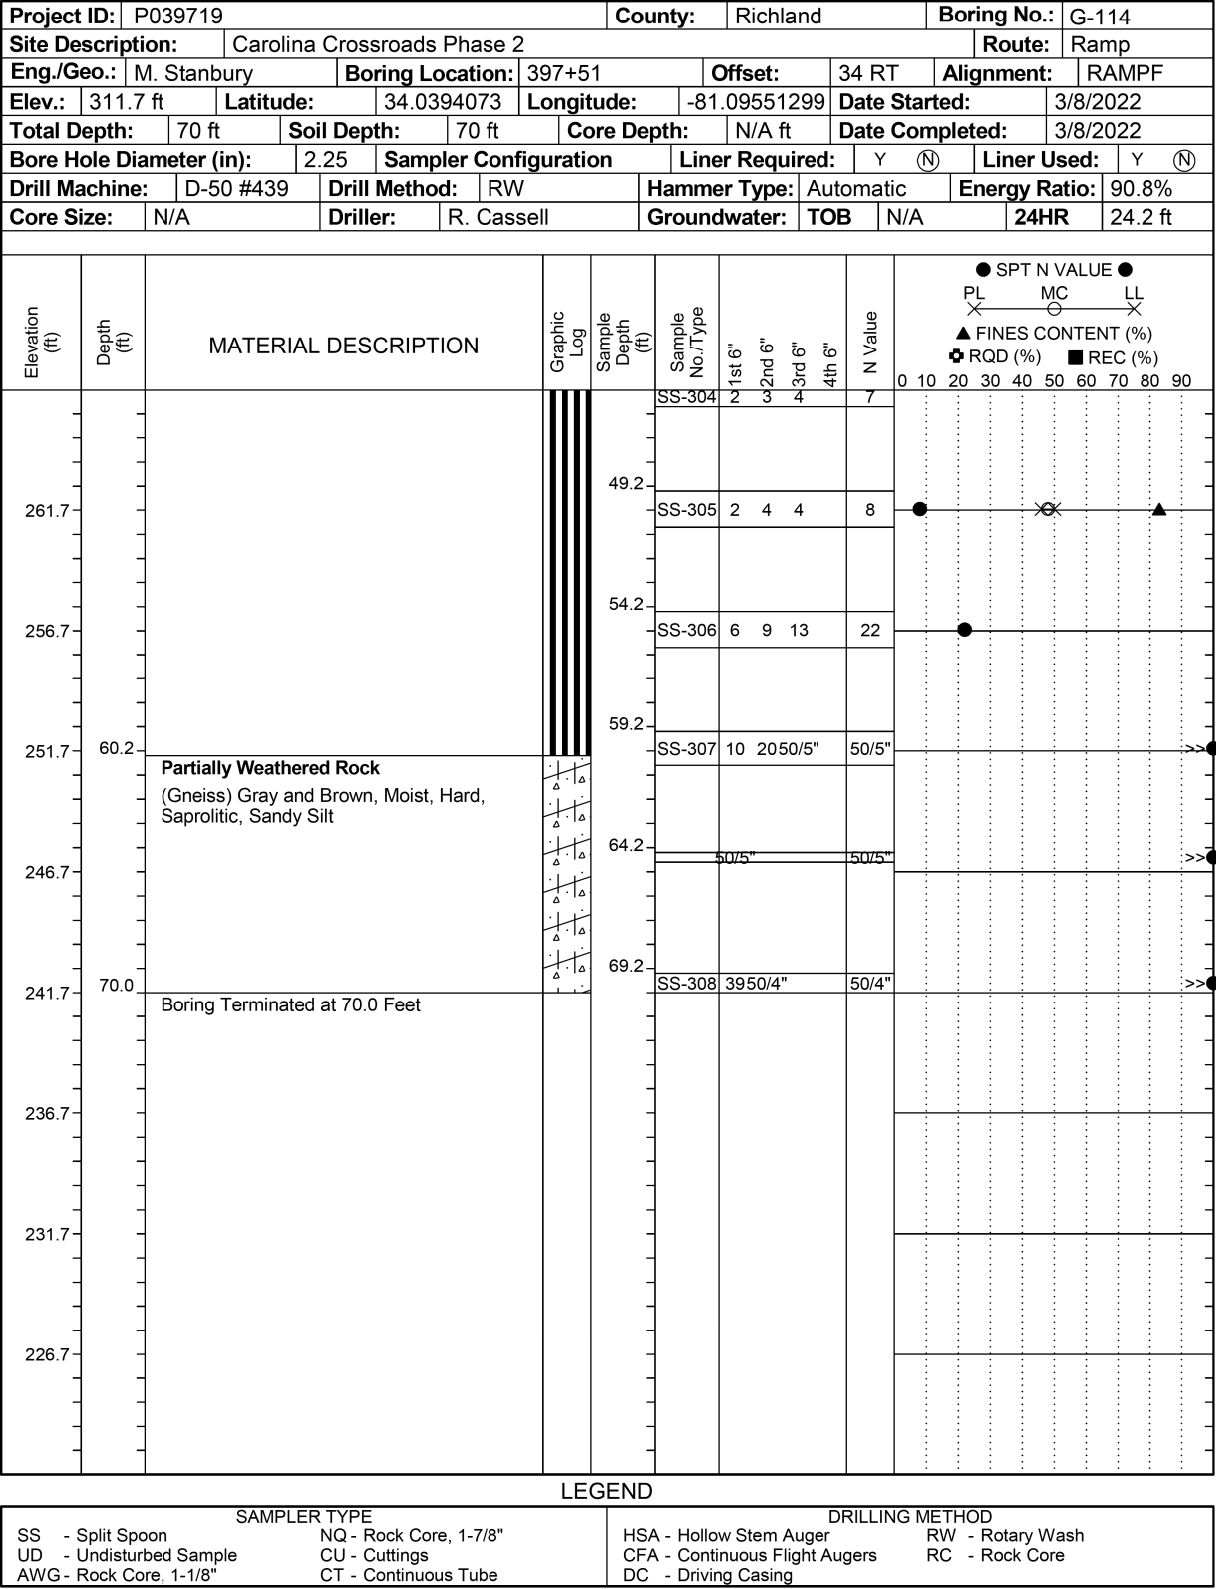 Project ID: P039719 County: Richland Boring No.: G-114
Site Description: Carolina Crossroads Phase 2 Route: Ramp
Eng./Geo.: M. Stanbury Boring Location: 397+51 Offset: 34 RT Alignment: RAMPF
Elev.: 311.7 ft Latitude: 34.0394073 Longitude: -81.09551299 Date Started: 3/8/2022
Total Depth: 70 ft Soil Depth: 70 ft Core Depth: N/A ft Date Completed: 3/8/2022
Bore Hole Diameter (in): 2.25 Sampler Configuration Liner Required: Y N Liner Used: Y N
Drill Machine: D-50 #439 Drill Method: RW Hammer Type: Automatic Energy Ratio: 90.8%
Core Size: N/A Driller: R. Cassell Groundwater: TOB N/A 24HR 24.2 ft
Elevation (ft)
Depth (ft)
MATERIAL DESCRIPTION
Graphic Log
Sample Depth (ft)
Sample No./Type
1st 6"
2nd 6"
3rd 6"
4th 6"
N Value
● SPT N VALUE ●
PL MC LL
▲ FINES CONTENT (%)
RQD (%) ■ REC (%)
0 10 20 30 40 50 60 70 80 90
SS-304 2 3 4 7
49.2
261.7 SS-305 2 4 4 8
54.2
256.7 SS-306 6 9 13 22
59.2
251.7 60.2 SS-307 10 20 50/5" 50/5" >>
Partially Weathered Rock
(Gneiss) Gray and Brown, Moist, Hard,
Saprolitic, Sandy Silt
64.2
50/5" 50/5" >>
246.7
69.2
241.7 70.0 SS-308 39 50/4" 50/4" >>
Boring Terminated at 70.0 Feet
236.7
231.7
226.7
LEGEND
SAMPLER TYPE DRILLING METHOD
SS - Split Spoon NQ - Rock Core, 1-7/8" HSA - Hollow Stem Auger RW - Rotary Wash
UD - Undisturbed Sample CU - Cuttings CFA - Continuous Flight Augers RC - Rock Core
AWG - Rock Core, 1-1/8" CT - Continuous Tube DC - Driving Casing